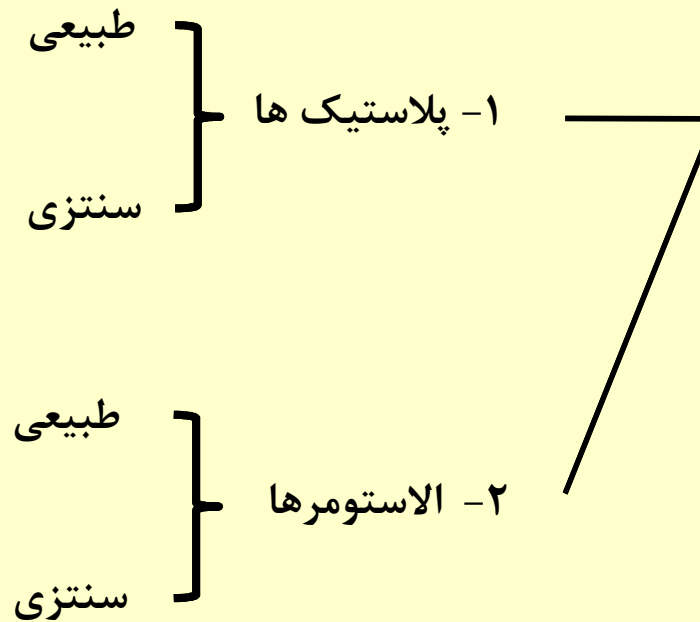 ۱- پلاستیک ها
طبیعی
سنتزی
۲- الاستومرها
طبیعی
سنتزی